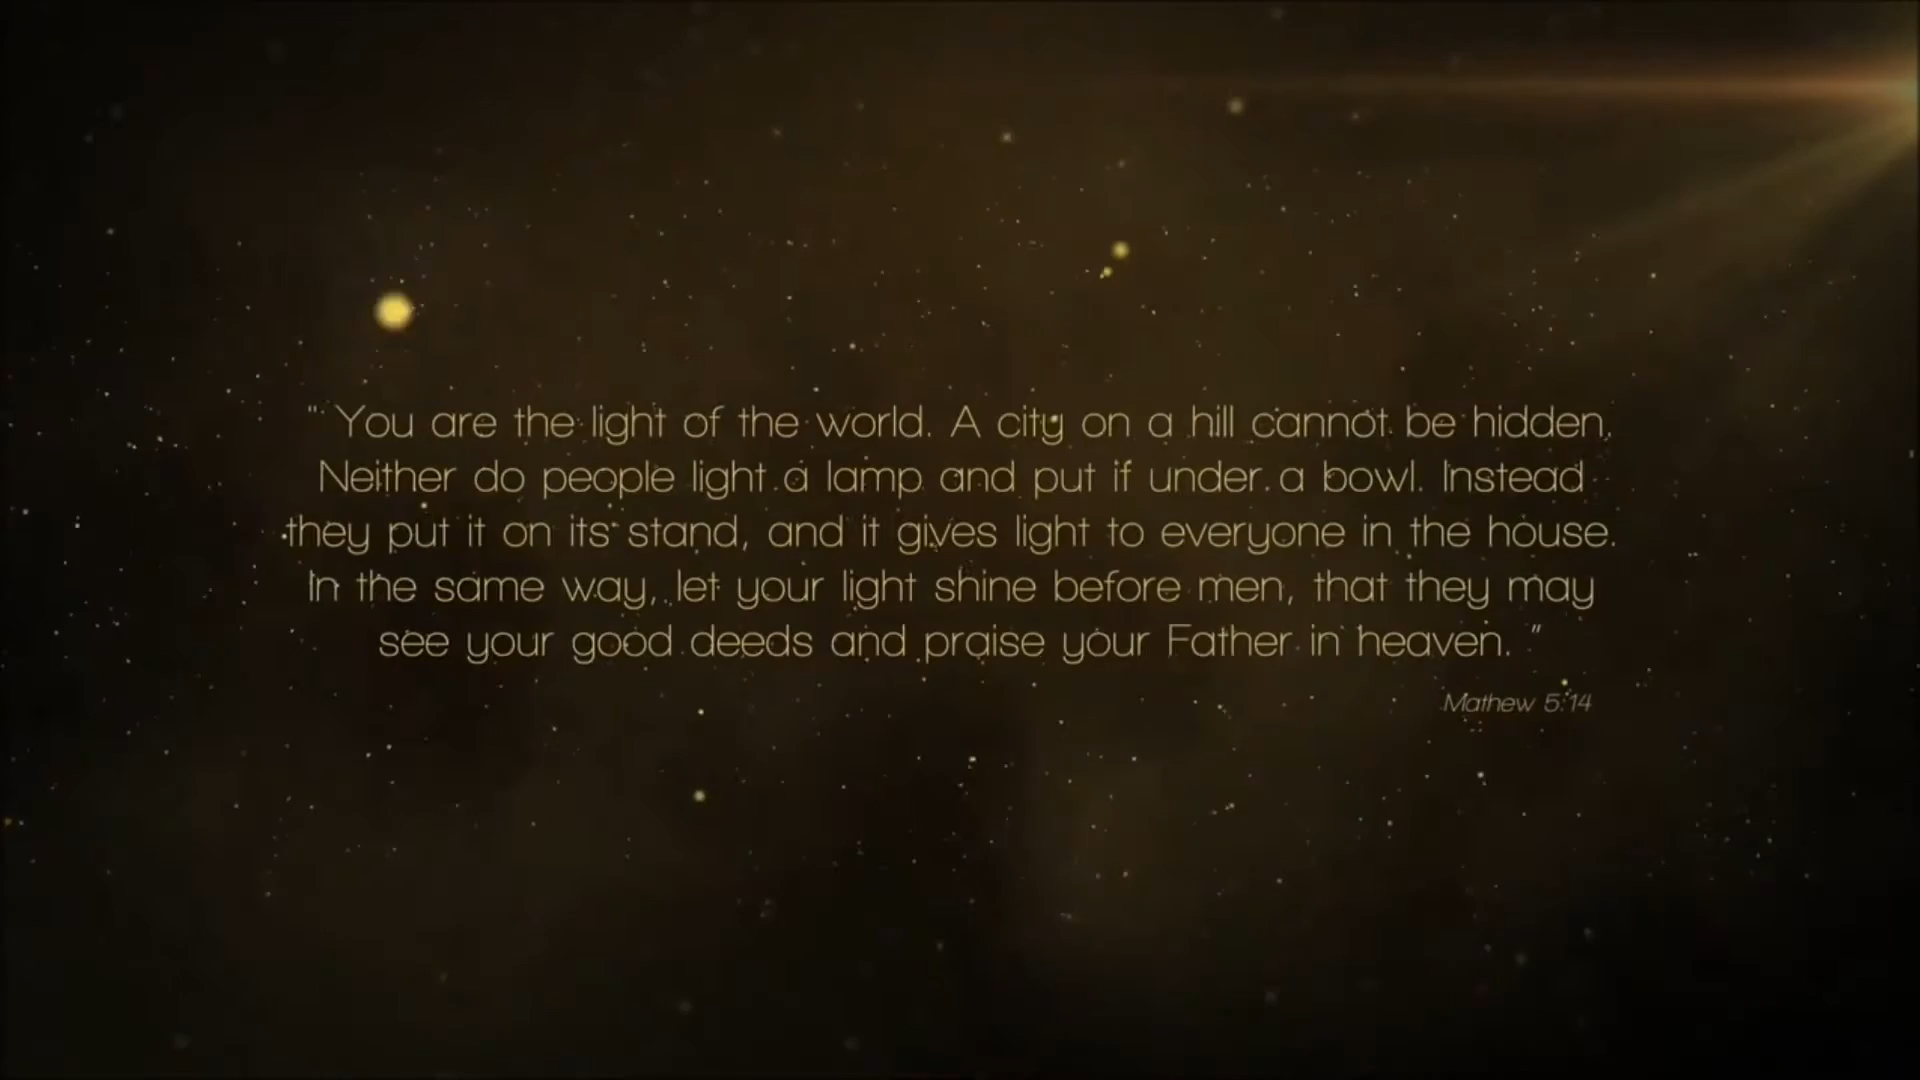 " You are the light of the world. A city on a hill cannot be hidden.
Neither do people light a lamp and put if under a bowl. Instead
they put it on its stand, and it gives light to everyone in the house.
In the same way, let your light shine before men, that they may
see your good deeds and praise your Father in heaven. "
Mathew 5:14